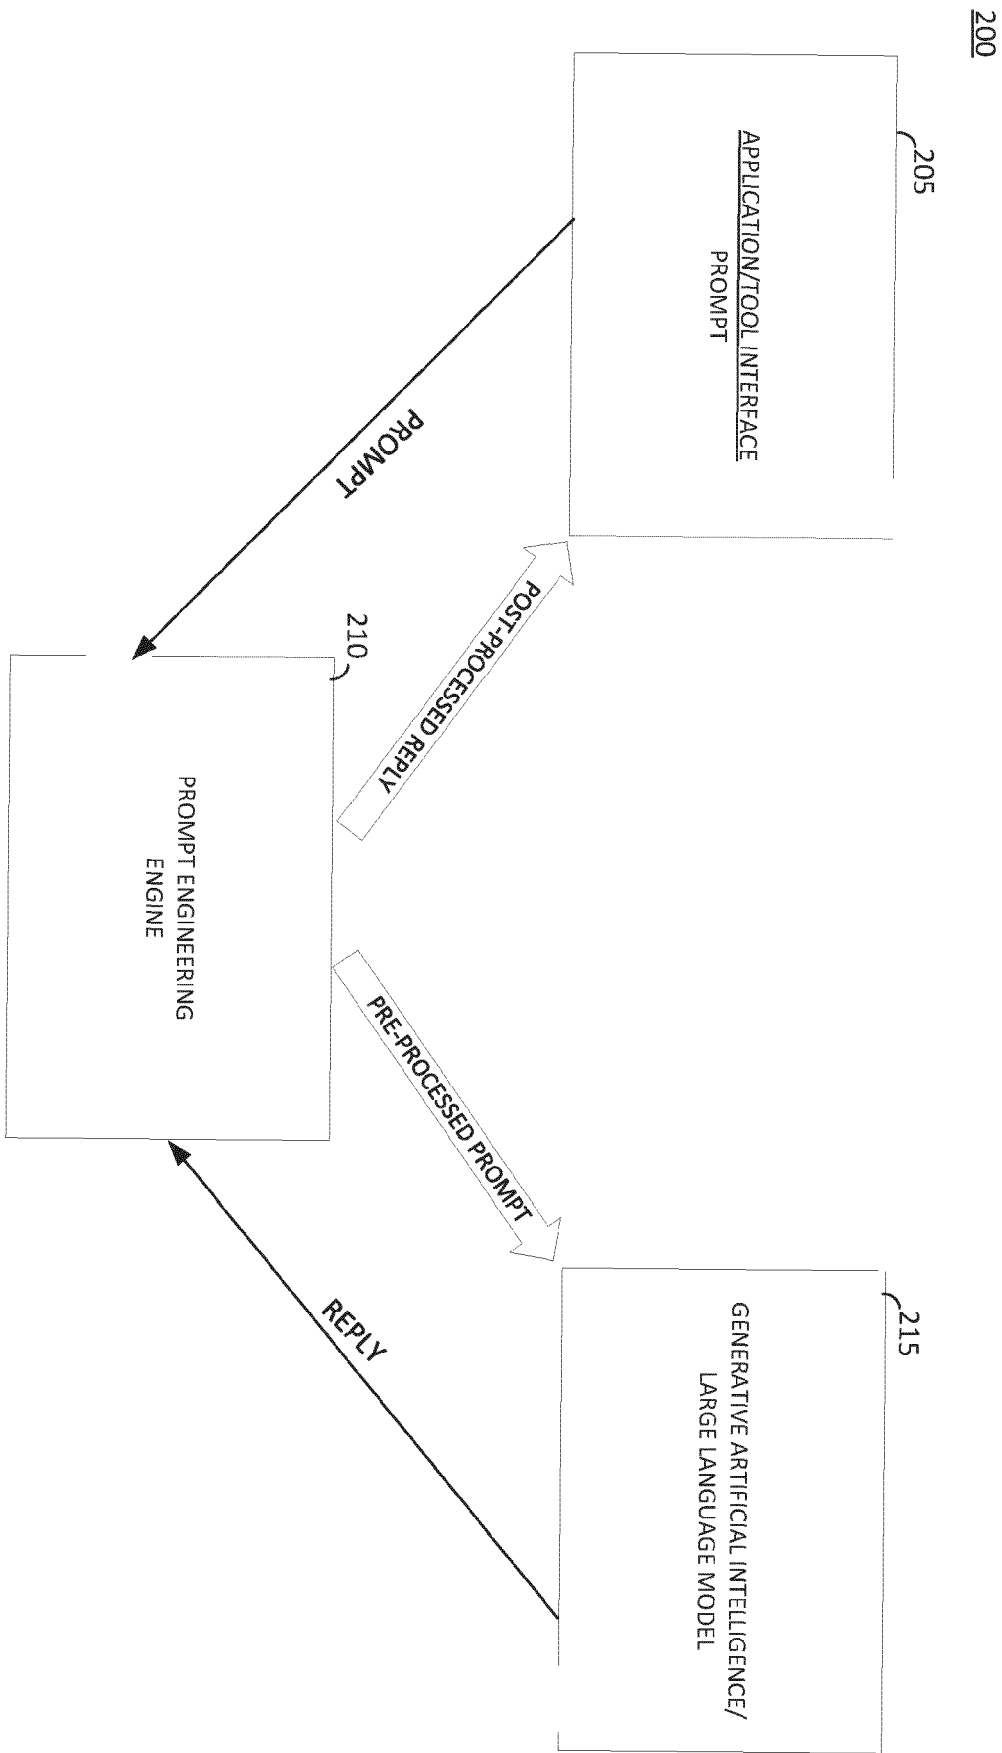 200
205
APPLICATION/TOOL INTERFACE
PROMPT
PROMPT
POST-PROCESSED REPLY
210
PROMPT ENGINEERING
ENGINE
PRE-PROCESSED PROMPT
REPLY
215
GENERATIVE ARTIFICIAL INTELLIGENCE/
LARGE LANGUAGE MODEL